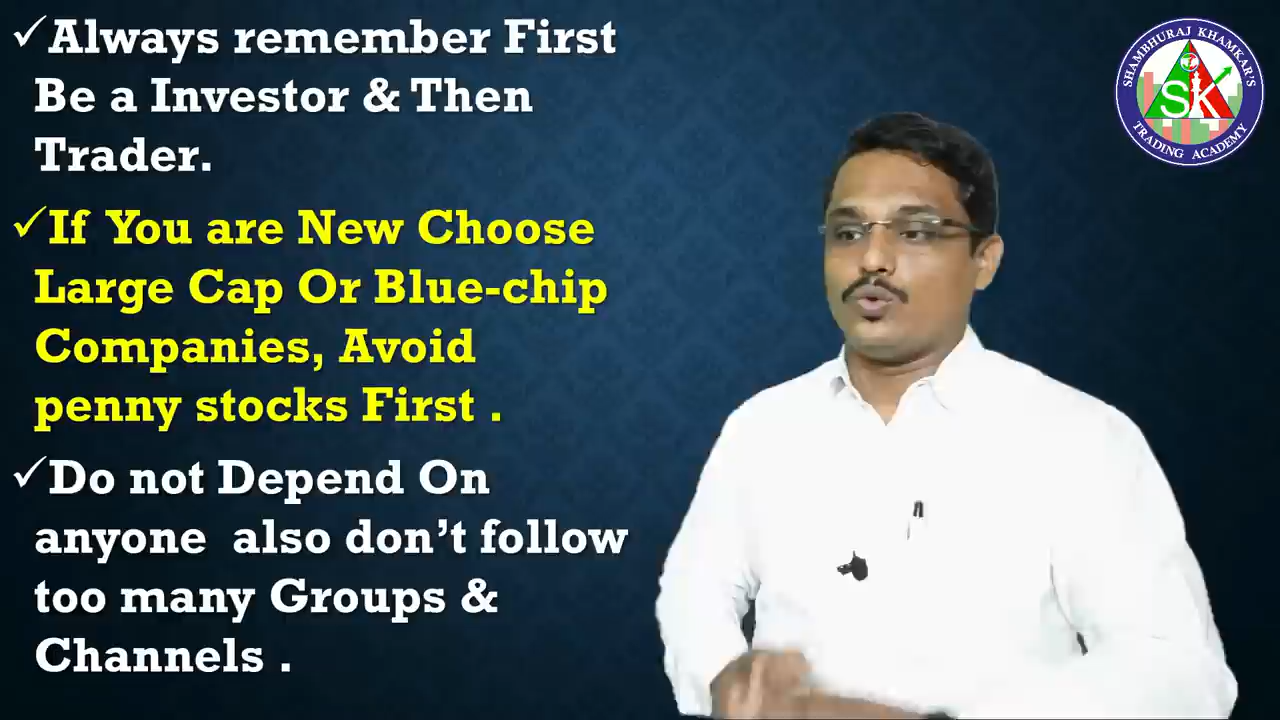 ✓Always remember First
Be a Investor & Then
Trader.
✓If You are New Choose
Large Cap Or Blue-chip
Companies, Avoid
penny stocks First .
✓Do not Depend On
anyone also don’t follow
too many Groups &
Channels .
SHAMBHURAJ KHAMKAR'S
SK
TRADING ACADEMY